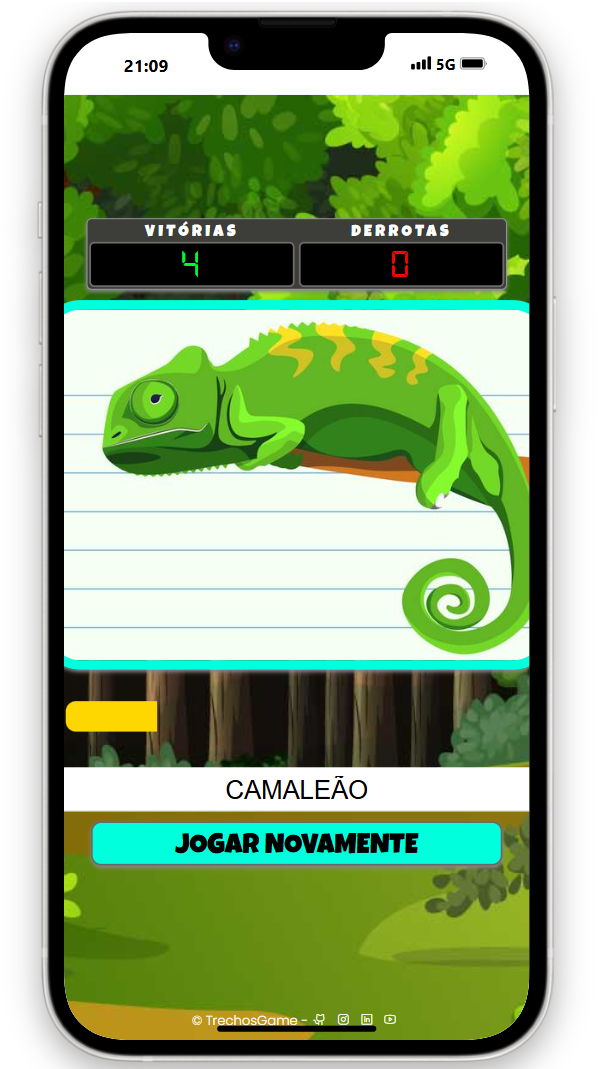 21:09 5G
VITÓRIAS DERROTAS
4 0
CAMALEÃO
JOGAR NOVAMENTE
© TrechosGame -